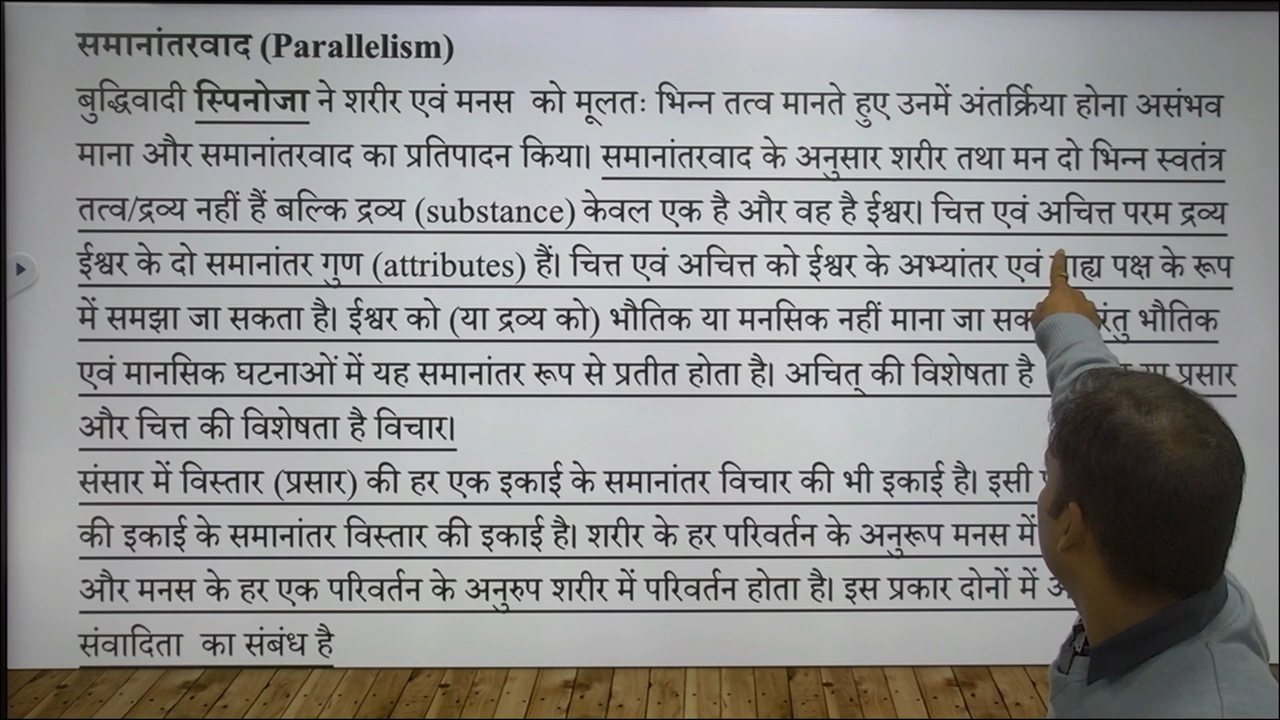 समानांतरवाद (Parallelism)
बुद्धिवादी स्पिनोजा ने शरीर एवं मनस को मूलतः भिन्न तत्व मानते हुए उनमें अंतर्क्रिया होना असंभव
माना और समानांतरवाद का प्रतिपादन किया। समानांतरवाद के अनुसार शरीर तथा मन दो भिन्न स्वतंत्र
तत्व/द्रव्य नहीं हैं बल्कि द्रव्य (substance) केवल एक है और वह है ईश्वर। चित्त एवं अचित्त परम द्रव्य
ईश्वर के दो समानांतर गुण (attributes) हैं। चित्त एवं अचित्त को ईश्वर के अभ्यांतर एवं पक्ष के रूप
में समझा जा सकता है। ईश्वर को (या द्रव्य को) भौतिक या मानसिक नहीं माना जा भौतिक
एवं मानसिक घटनाओं में यह समानांतर रूप से प्रतीत होता है। अचित् की विशेषता है प्रसार
और चित्त की विशेषता है विचार।
संसार में विस्तार (प्रसार) की हर एक इकाई के समानांतर विचार की भी इकाई है। इसी
की इकाई के समानांतर विस्तार की इकाई है। शरीर के हर परिवर्तन के अनुरूप मनस में
और मनस के हर एक परिवर्तन के अनुरुप शरीर में परिवर्तन होता है। इस प्रकार दोनों में
संवादिता का संबंध है